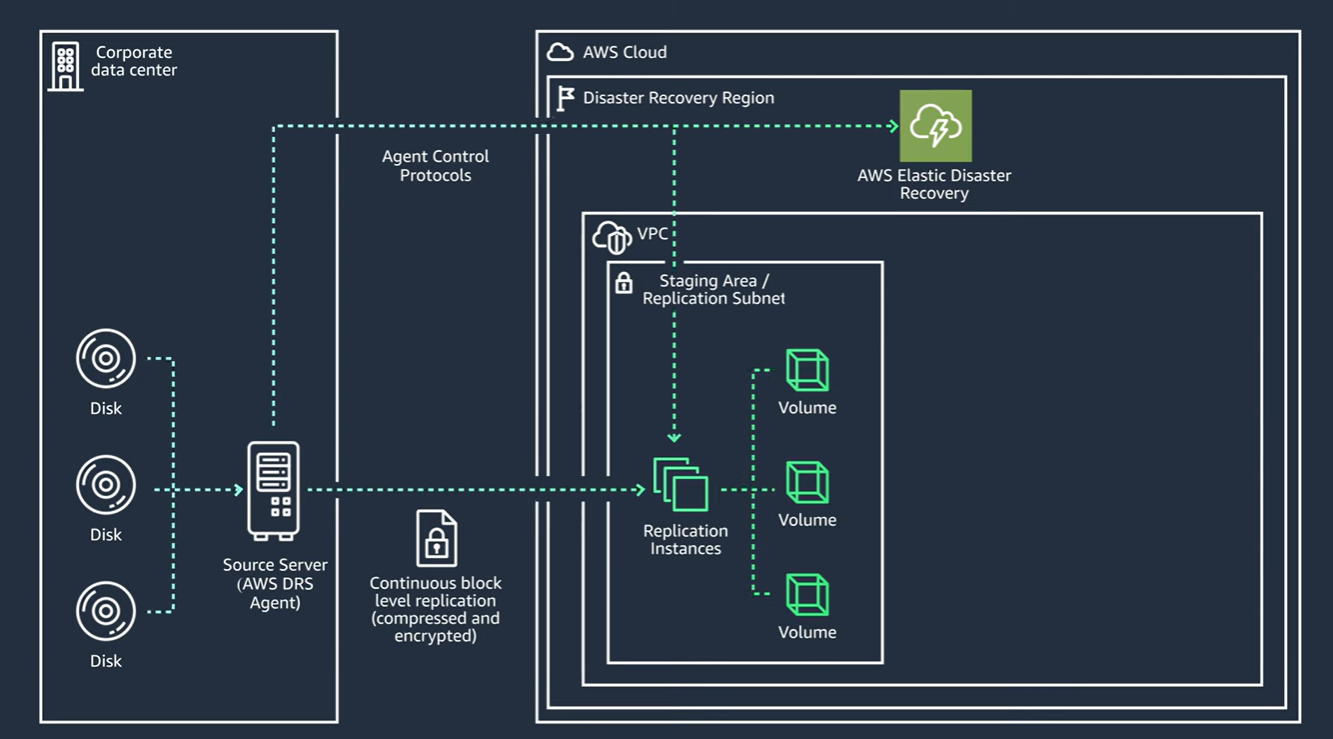 Corporate
data center
AWS Cloud
Disaster Recovery Region
Agent Control
Protocols
AWS Elastic Disaster
Recovery
VPC
Staging Area /
Replication Subnet
Disk
Disk
Disk
Source Server
(AWS DRS
Agent)
Continuous block
level replication
(compressed and
encrypted)
Replication
Instances
Volume
Volume
Volume